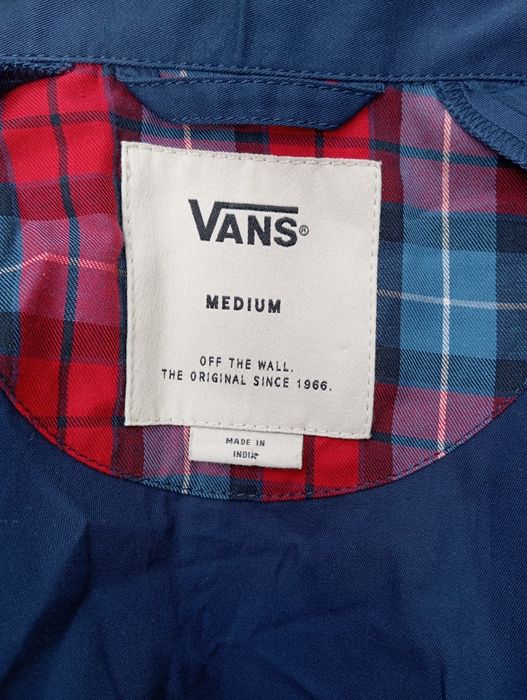 VANS®
MEDIUM
OFF THE WALL.
THE ORIGINAL SINCE 1966.
MADE IN
INDIA